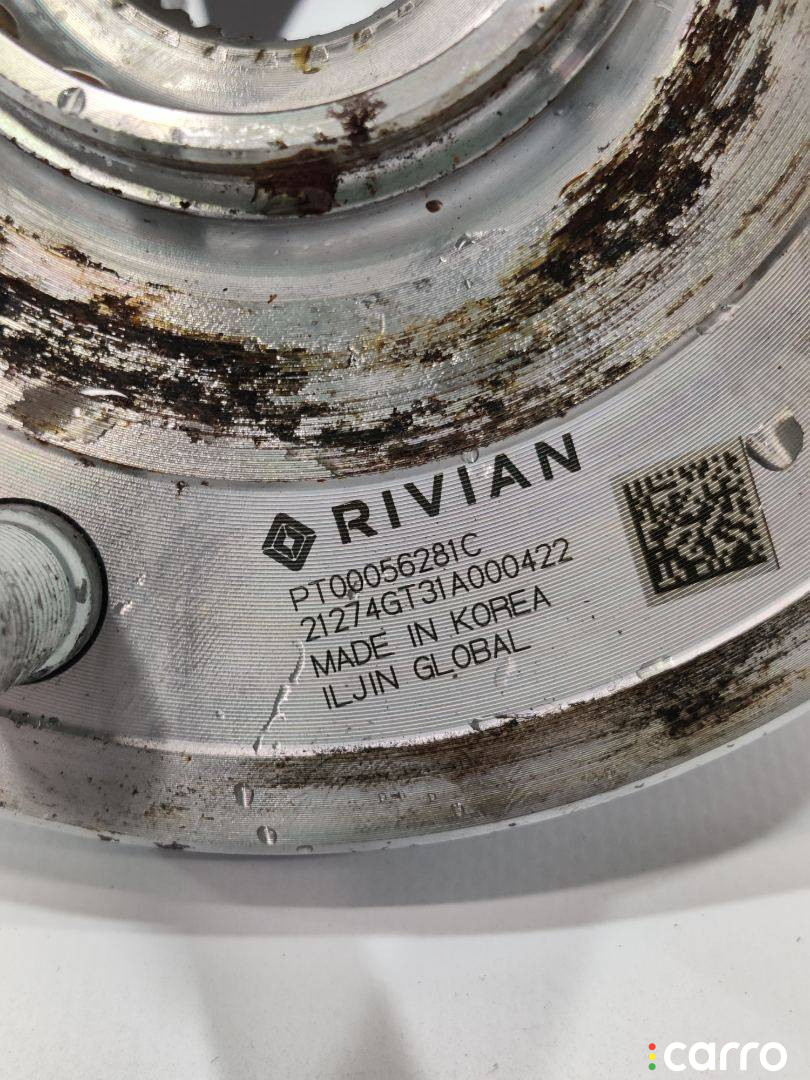 RIVIAN
PT00056281C
21274GT31A000422
MADE IN KOREA
ILJIN GLOBAL
carro